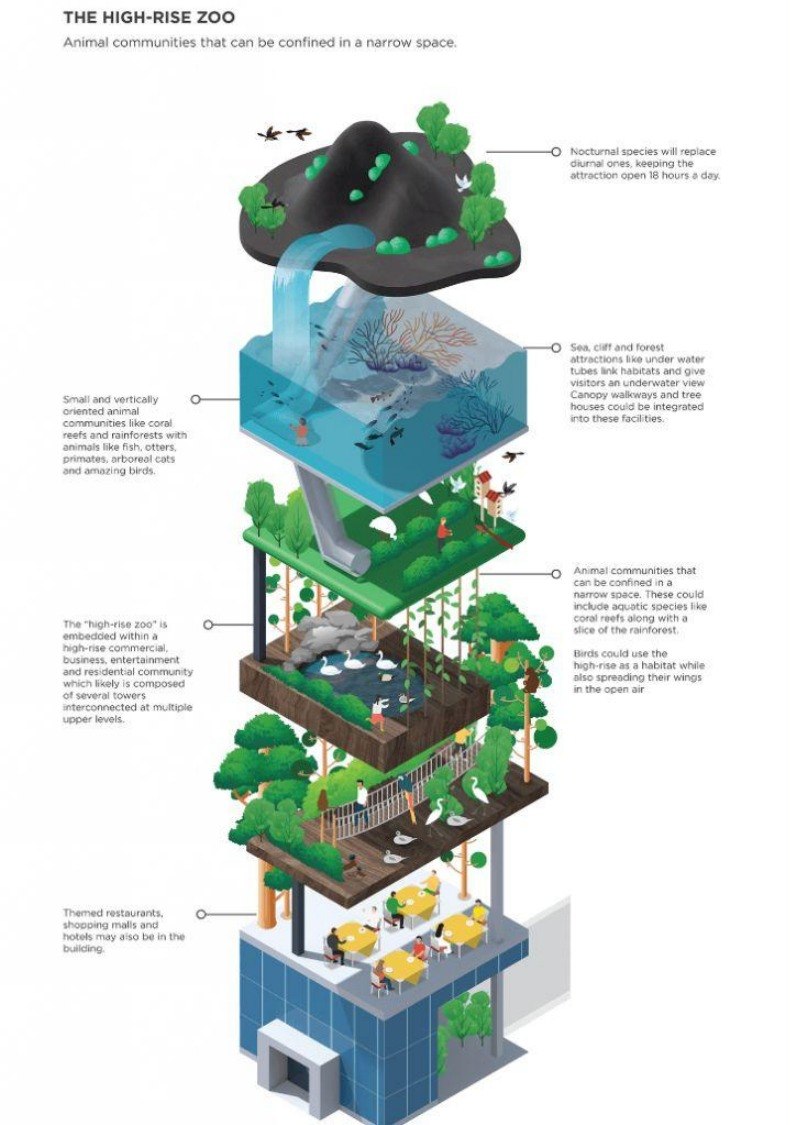 THE HIGH-RISE ZOO
Animal communities that can be confined in a narrow space.
Nocturnal species will replace
diurnal ones, keeping the
attraction open 18 hours a day.
Sea, cliff and forest
attractions like under water
tubes link habitats and give
visitors an underwater view
Canopy walkways and tree
houses could be integrated
into these facilities.
Small and vertically
oriented animal
communities like coral
reefs and rainforests with
animals like fish, otters,
primates, arboreal cats
and amazing birds.
Animal communities that
can be confined in a
narrow space. These could
include aquatic species like
coral reefs along with a
slice of the rainforest.
Birds could use the
high-rise as a habitat while
also spreading their wings
in the open air
The "high-rise zoo" is
embedded within a
high-rise commercial,
business, entertainment
and residential community
which likely is composed
of several towers
interconnected at multiple
upper levels.
Themed restaurants,
shopping malls and
hotels may also be in the
building.